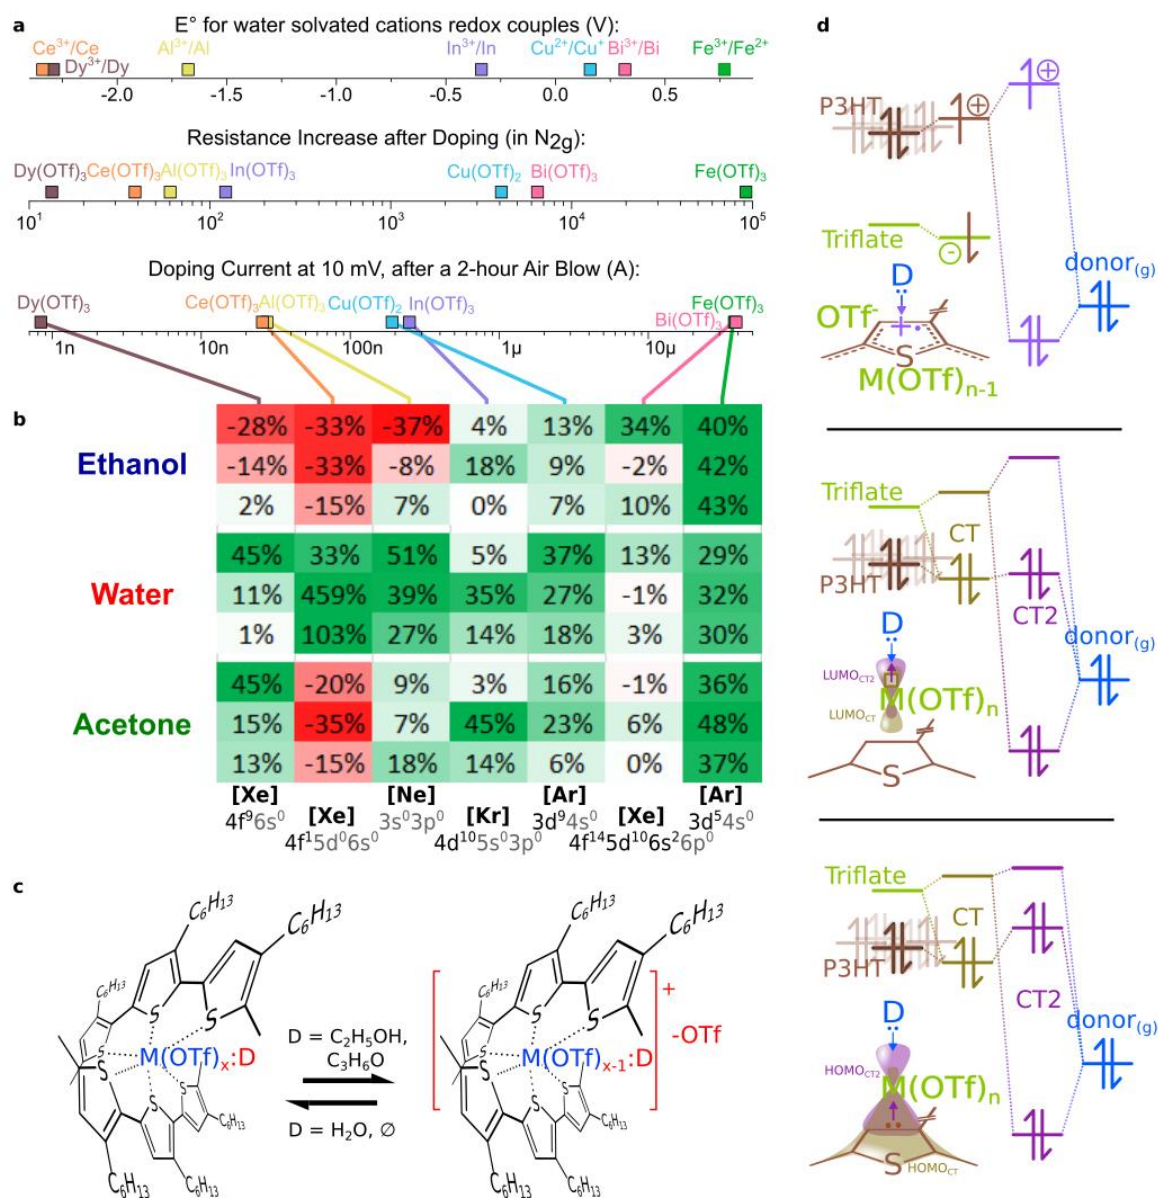 a
E° for water solvated cations redox couples (V):
Ce³⁺/Ce Al³⁺/Al In³⁺/In Cu²⁺/Cu⁺ Bi³⁺/Bi Fe³⁺/Fe²⁺
Dy³⁺/Dy
-2.0 -1.5 -1.0 -0.5 0.0 0.5
Resistance Increase after Doping (in N₂g):
Dy(OTf)₃ Ce(OTf)₃ Al(OTf)₃ In(OTf)₃ Cu(OTf)₂ Bi(OTf)₃ Fe(OTf)₃
10¹ 10² 10³ 10⁴ 10⁵
Doping Current at 10 mV, after a 2-hour Air Blow (A):
Dy(OTf)₃ Ce(OTf)₃ Al(OTf)₃ Cu(OTf)₂ In(OTf)₃ Fe(OTf)₃
Bi(OTf)₃
1n 10n 100n 1µ 10µ
b
-28% -33% -37% 4% 13% 34% 40%
Ethanol -14% -33% -8% 18% 9% -2% 42%
2% -15% 7% 0% 7% 10% 43%
45% 33% 51% 5% 37% 13% 29%
Water 11% 459% 39% 35% 27% -1% 32%
1% 103% 27% 14% 18% 3% 30%
45% -20% 9% 3% 16% -1% 36%
Acetone 15% -35% 7% 45% 23% 6% 48%
13% -15% 18% 14% 6% 0% 37%
[Xe] [Ne] [Ar] [Ar]
4f⁹6s⁰ [Xe] 3s⁰3p⁰ [Kr] 3d⁹4s⁰ [Xe] 3d⁵4s⁰
4f¹5d⁰6s⁰ 4d¹⁰5s⁰3p⁰ 4f¹⁴5d¹⁰6s²6p⁰
c
C₆H₁₃
C₆H₁₃
C₆H₁₃
S
S
S
S
S
S
M(OTf)ₓ:D
C₆H₁₃
C₆H₁₃
C₆H₁₃
D = C₂H₅OH,
C₃H₆O
D = H₂O, ∅
C₆H₁₃
C₆H₁₃
C₆H₁₃
S
S
S
S
S
S
M(OTf)ₓ₋₁:D
+
-OTf
C₆H₁₃
C₆H₁₃
C₆H₁₃
d
+
P3HT +
Triflate
-
D
donor(g)
OTf⁻
+
S
M(OTf)ₙ₋₁
Triflate
CT
P3HT
CT2
D
donor(g)
LUMO_CT2
M(OTf)ₙ
LUMO_CT
S
Triflate
CT
P3HT
CT2
D
donor(g)
HOMO_CT2
M(OTf)ₙ
S
HOMO_CT